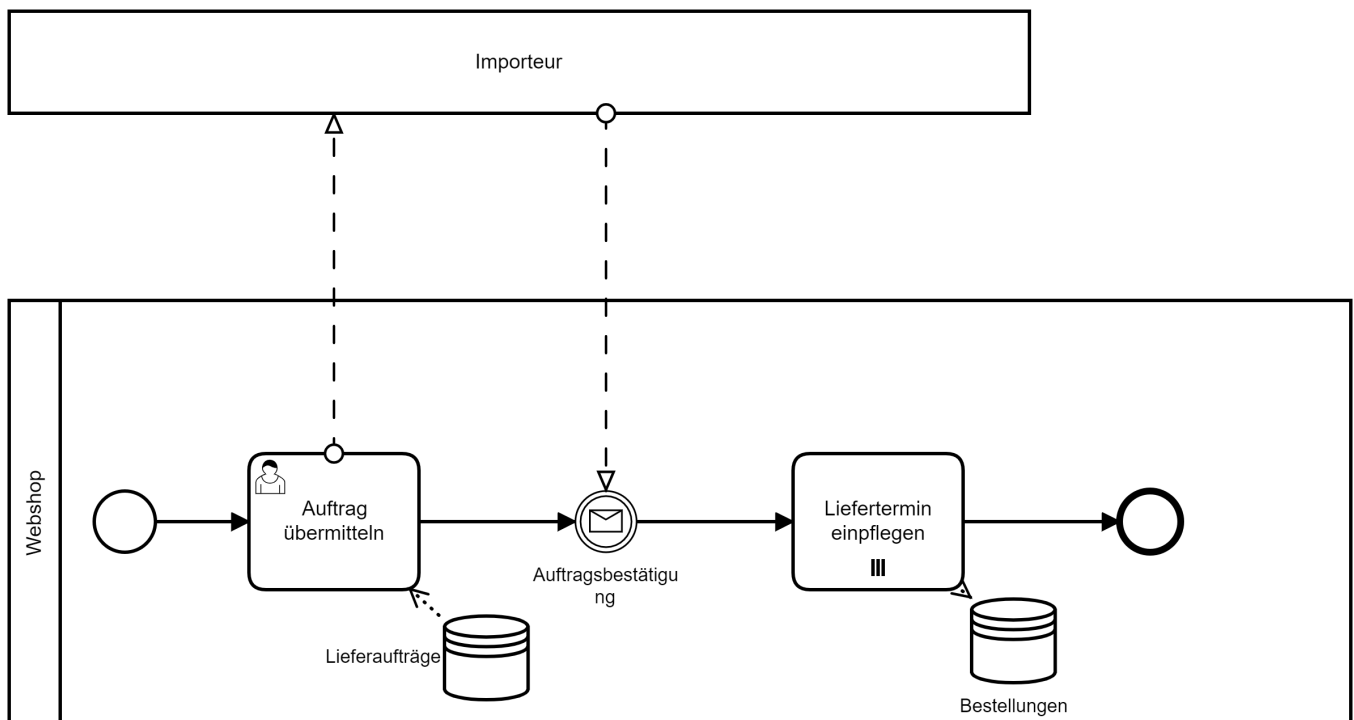 Importeur
Webshop
Auftrag
übermitteln
Auftragsbestätigu
ng
Liefertermin
einpflegen
Lieferaufträge
Bestellungen